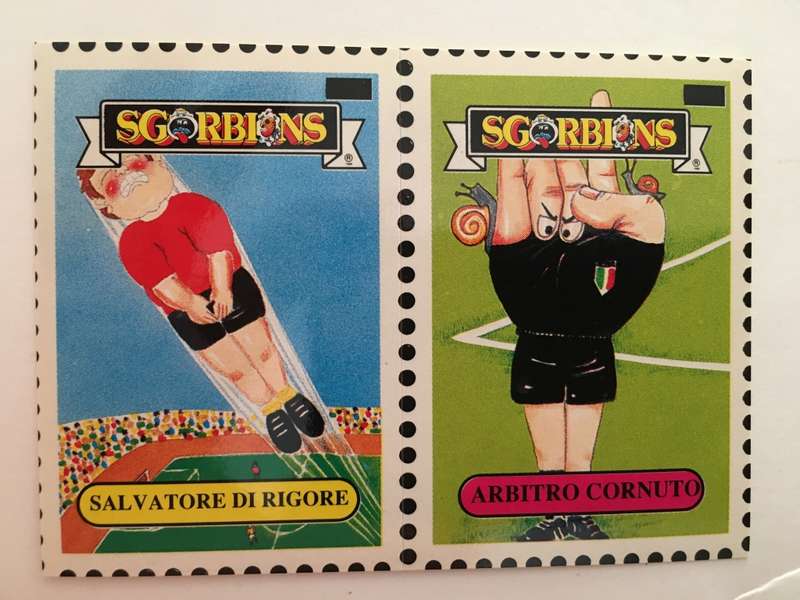 SGORBIONS
®
SALVATORE DI RIGORE
SGORBIONS
®
ARBITRO CORNUTO